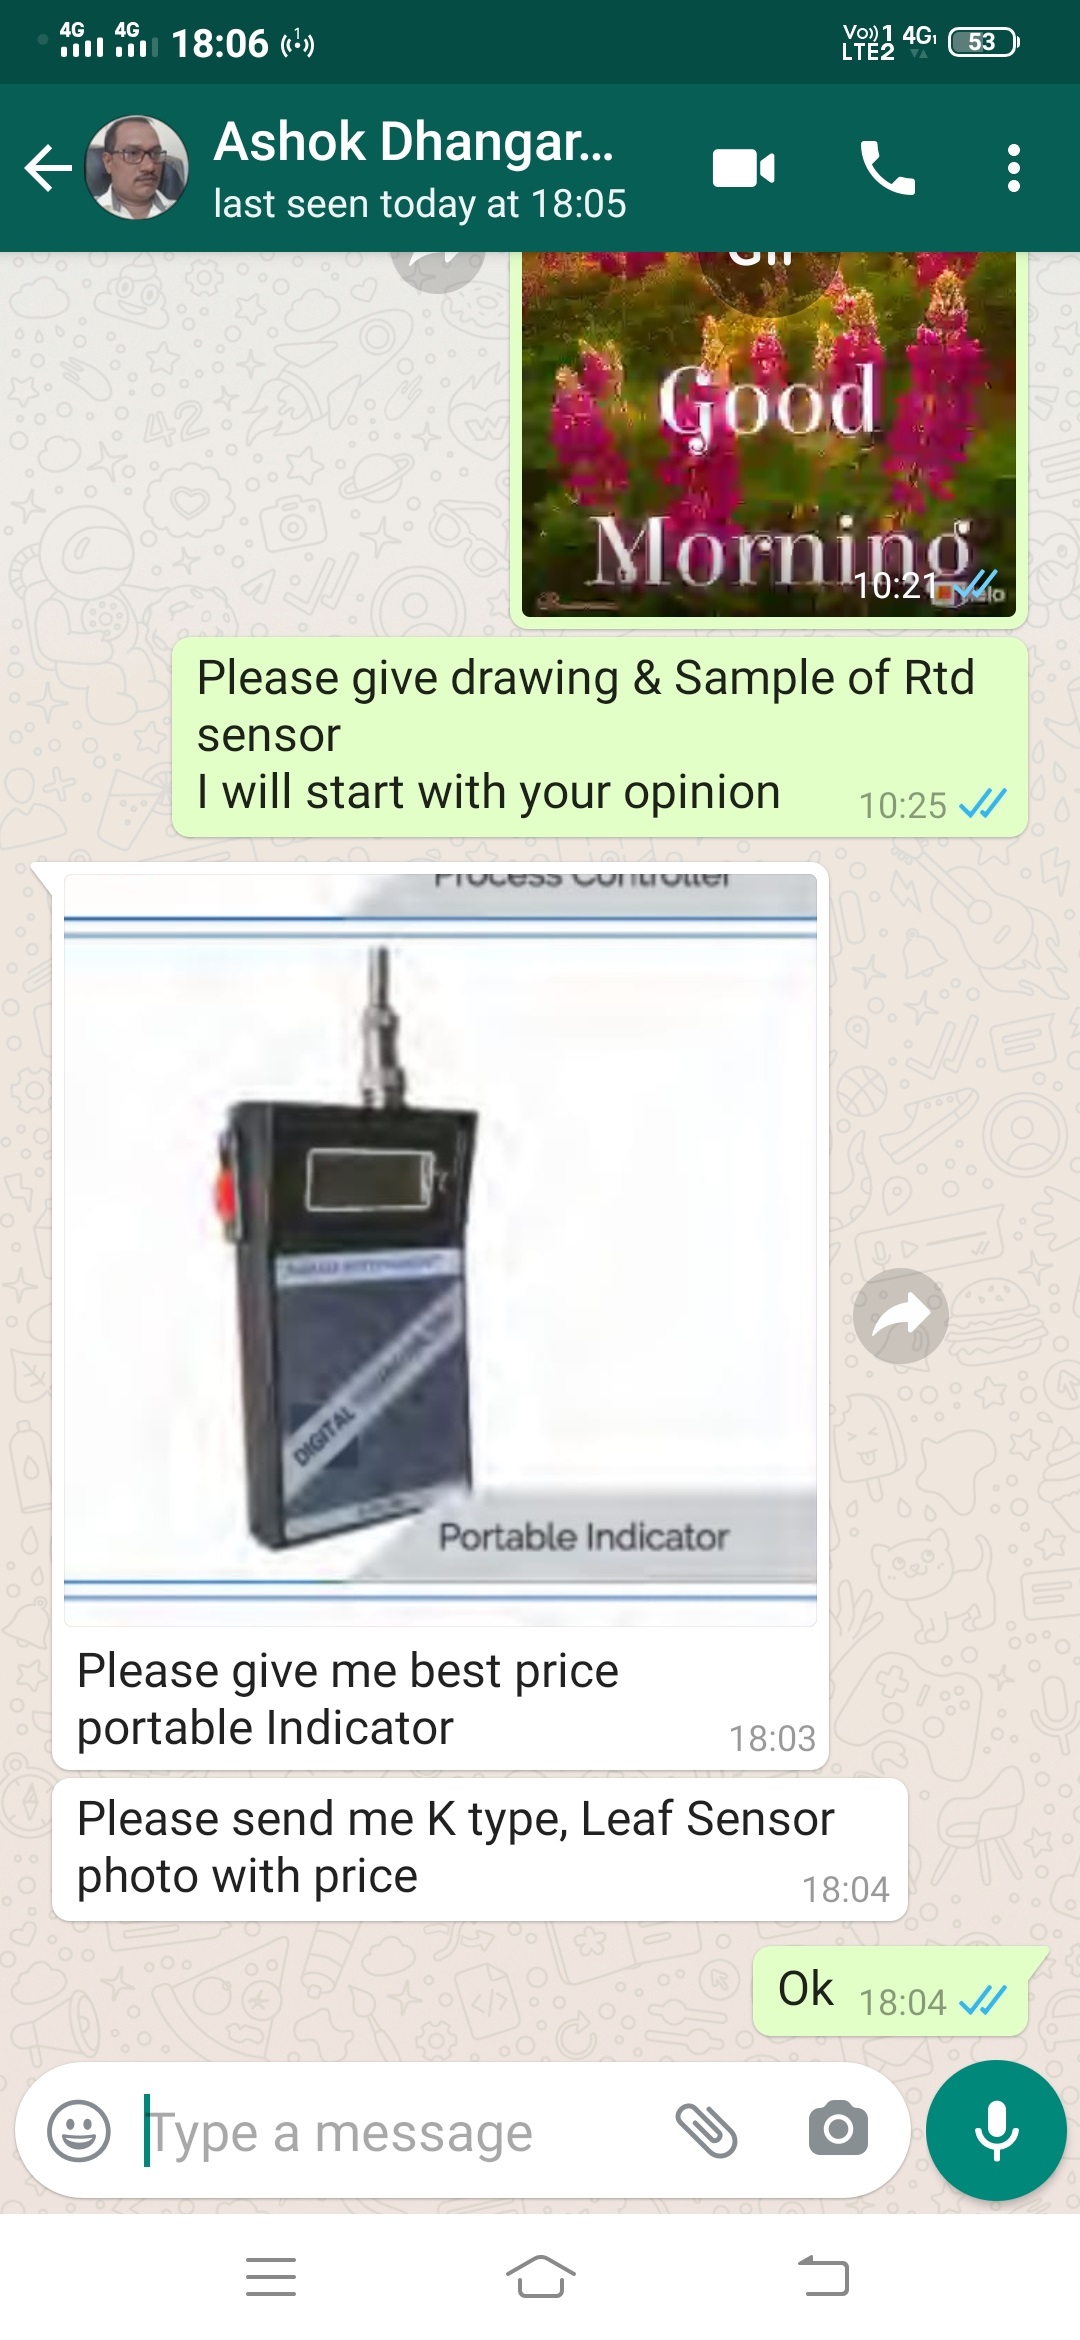 4G 4G 18:06
Vo)) 1 4G1
LTE2 53
Ashok Dhangar...
last seen today at 18:05
Good
Morning
10:21
Please give drawing & Sample of Rtd
sensor
I will start with your opinion 10:25
Process Controller
DIGITAL
Portable Indicator
Please give me best price
portable Indicator 18:03
Please send me K type, Leaf Sensor
photo with price 18:04
Ok 18:04
Type a message